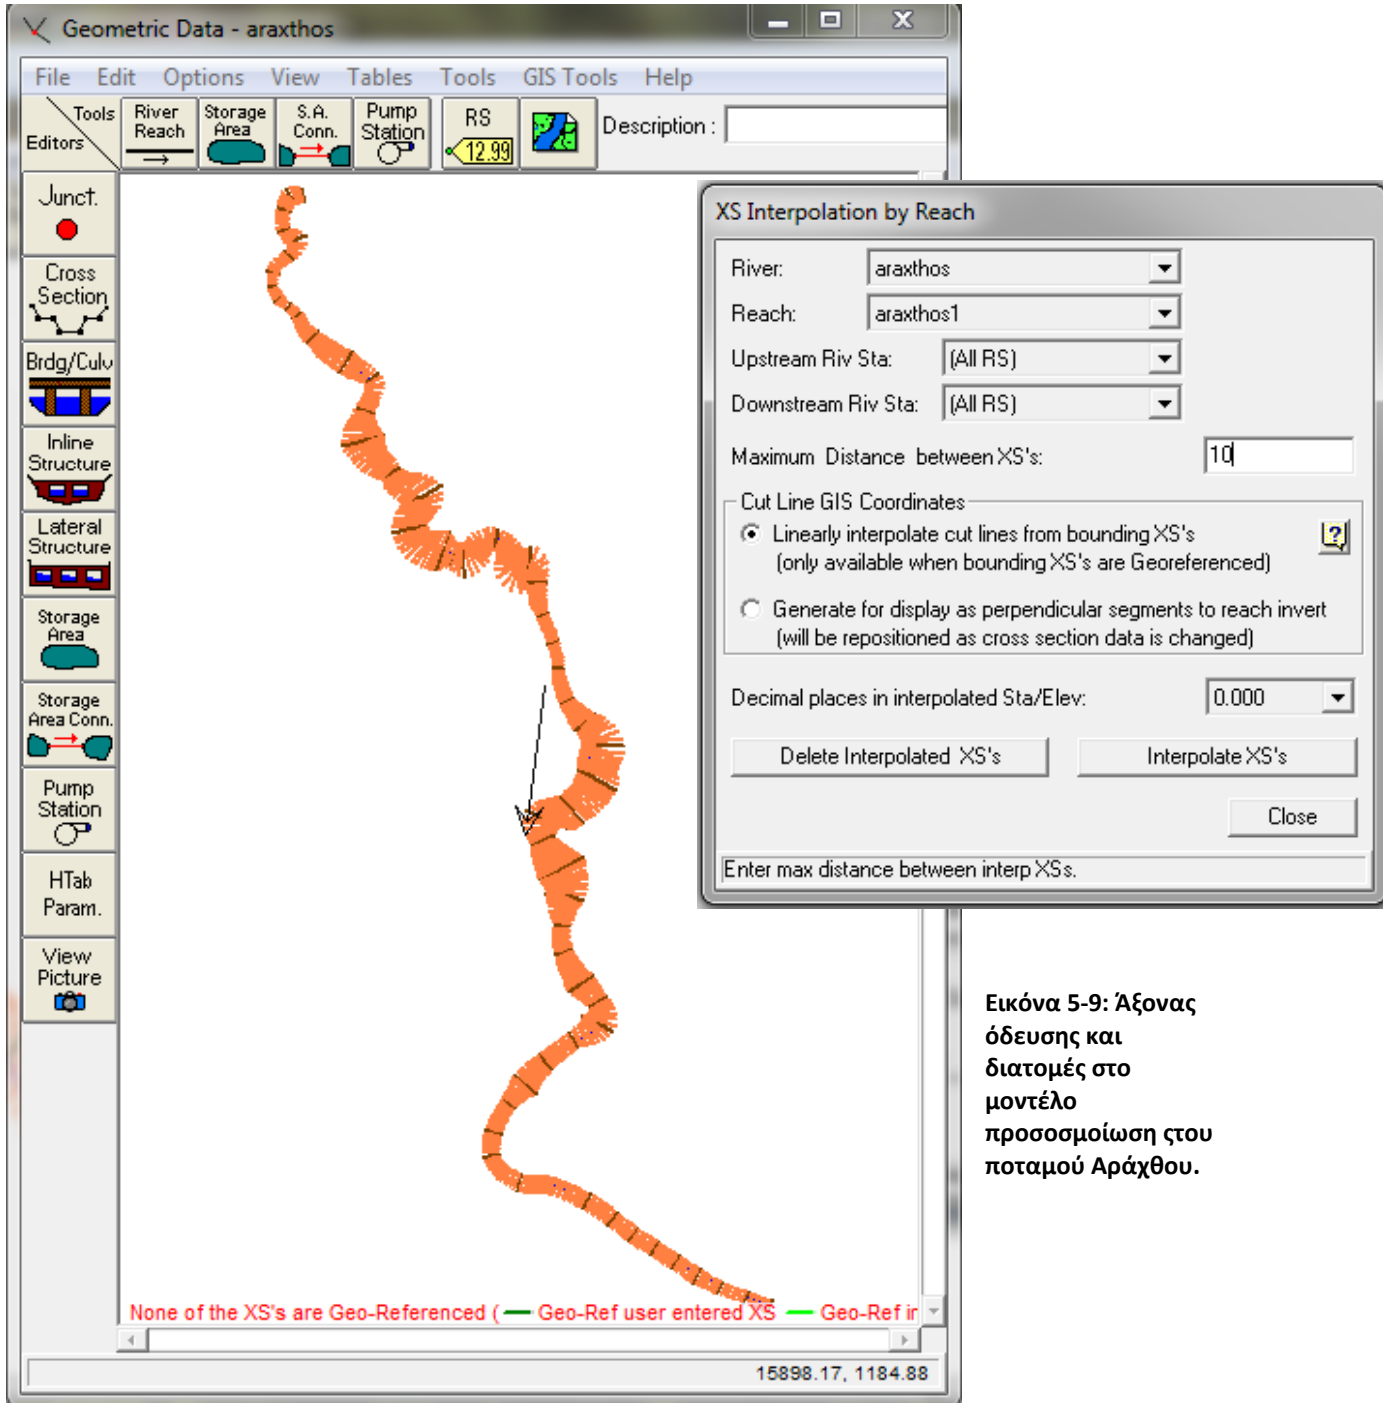 Geometric Data - araxthos
File Edit Options View Tables Tools GIS Tools Help
Tools
Editors
River
Reach
Storage
Area
S.A.
Conn.
Pump
Station
RS
12.99
Description :
Junct.
Cross
Section
Brdg/Culv
Inline
Structure
Lateral
Structure
Storage
Area
Storage
Area Conn.
Pump
Station
HTab
Param.
View
Picture
None of the XS's are Geo-Referenced ( Geo-Ref user entered XS Geo-Ref ir
15898.17, 1184.88
XS Interpolation by Reach
River: araxthos
Reach: araxthos1
Upstream Riv Sta: (All RS)
Downstream Riv Sta: (All RS)
Maximum Distance between XS's: 10
Cut Line GIS Coordinates
Linearly interpolate cut lines from bounding XS's
(only available when bounding XS's are Georeferenced)
Generate for display as perpendicular segments to reach invert
(will be repositioned as cross section data is changed)
Decimal places in interpolated Sta/Elev: 0.000
Delete Interpolated XS's Interpolate XS's
Close
Enter max distance between interp XSs.
Εικόνα 5-9: Άξονας
όδευσης και
διατομές στο
μοντέλο
προσοσμοίωση ςτου
ποταμού Αράχθου.